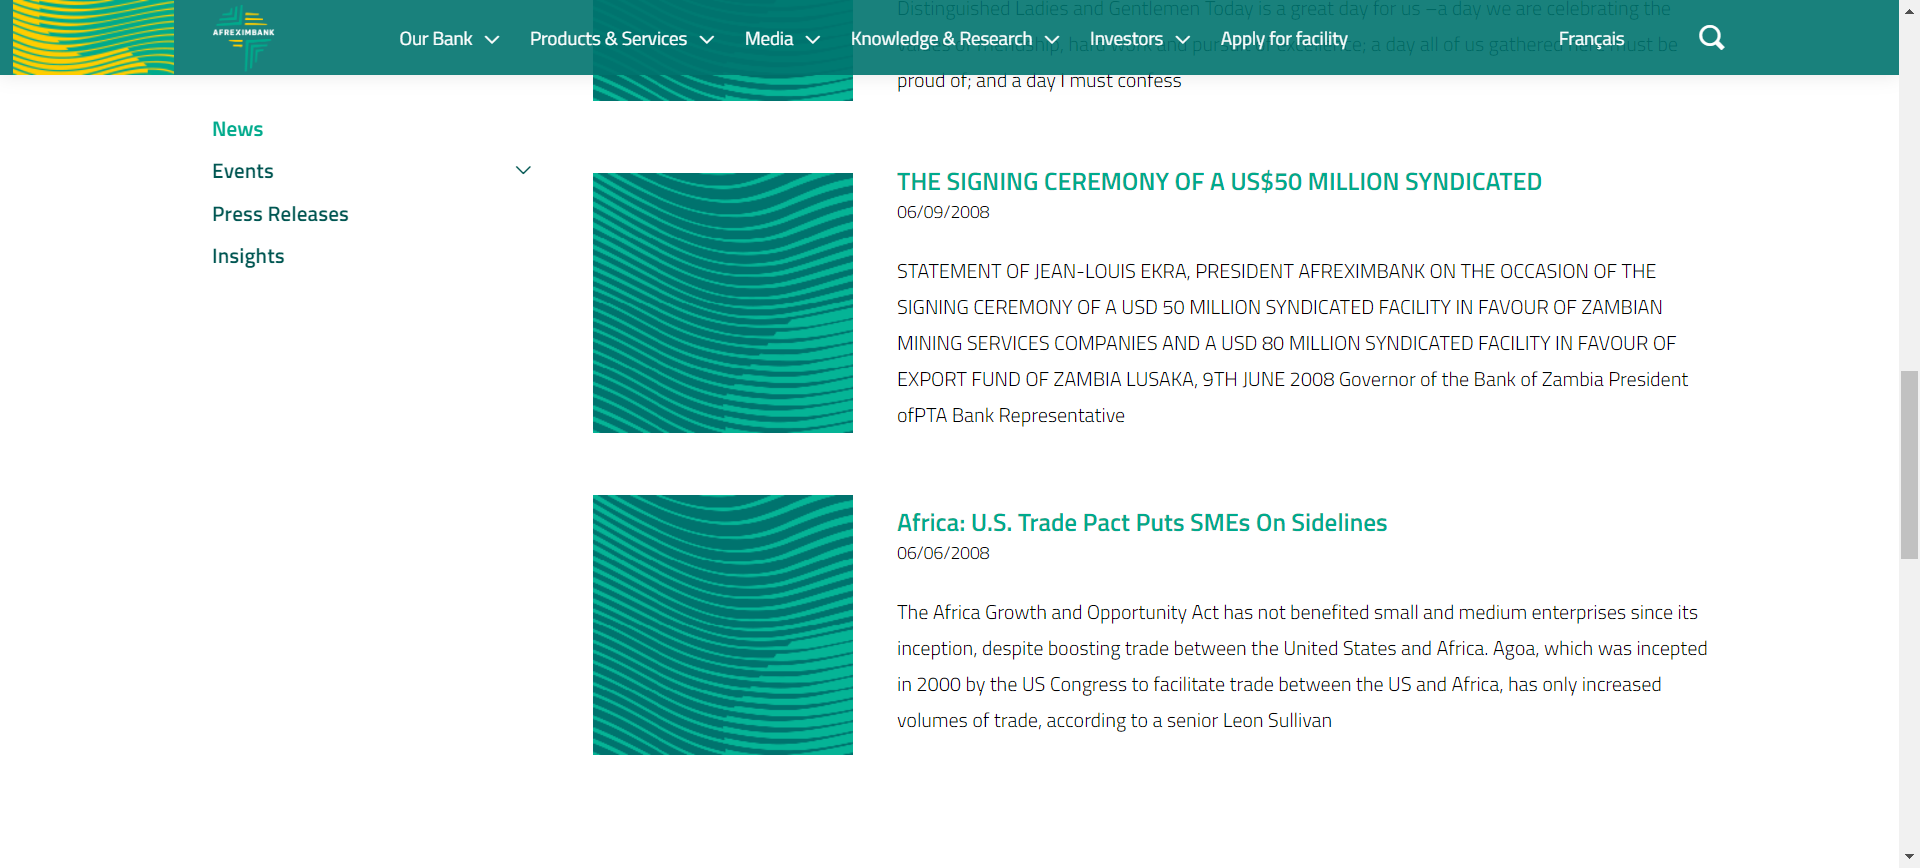 AFREXIMBANK
Our Bank
Products & Services
Media
Knowledge & Research
Investors
Apply for facility
Français
News
Events
Press Releases
Insights
Distinguished Ladies and Gentlemen Today is a great day for us –a day we are celebrating the
hard work and pursuit of excellence; a day all of us gathered here must be
proud of; and a day I must confess
THE SIGNING CEREMONY OF A US$50 MILLION SYNDICATED
06/09/2008
STATEMENT OF JEAN-LOUIS EKRA, PRESIDENT AFREXIMBANK ON THE OCCASION OF THE
SIGNING CEREMONY OF A USD 50 MILLION SYNDICATED FACILITY IN FAVOUR OF ZAMBIAN
MINING SERVICES COMPANIES AND A USD 80 MILLION SYNDICATED FACILITY IN FAVOUR OF
EXPORT FUND OF ZAMBIA LUSAKA, 9TH JUNE 2008 Governor of the Bank of Zambia President
ofPTA Bank Representative
Africa: U.S. Trade Pact Puts SMEs On Sidelines
06/06/2008
The Africa Growth and Opportunity Act has not benefited small and medium enterprises since its
inception, despite boosting trade between the United States and Africa. Agoa, which was incepted
in 2000 by the US Congress to facilitate trade between the US and Africa, has only increased
volumes of trade, according to a senior Leon Sullivan